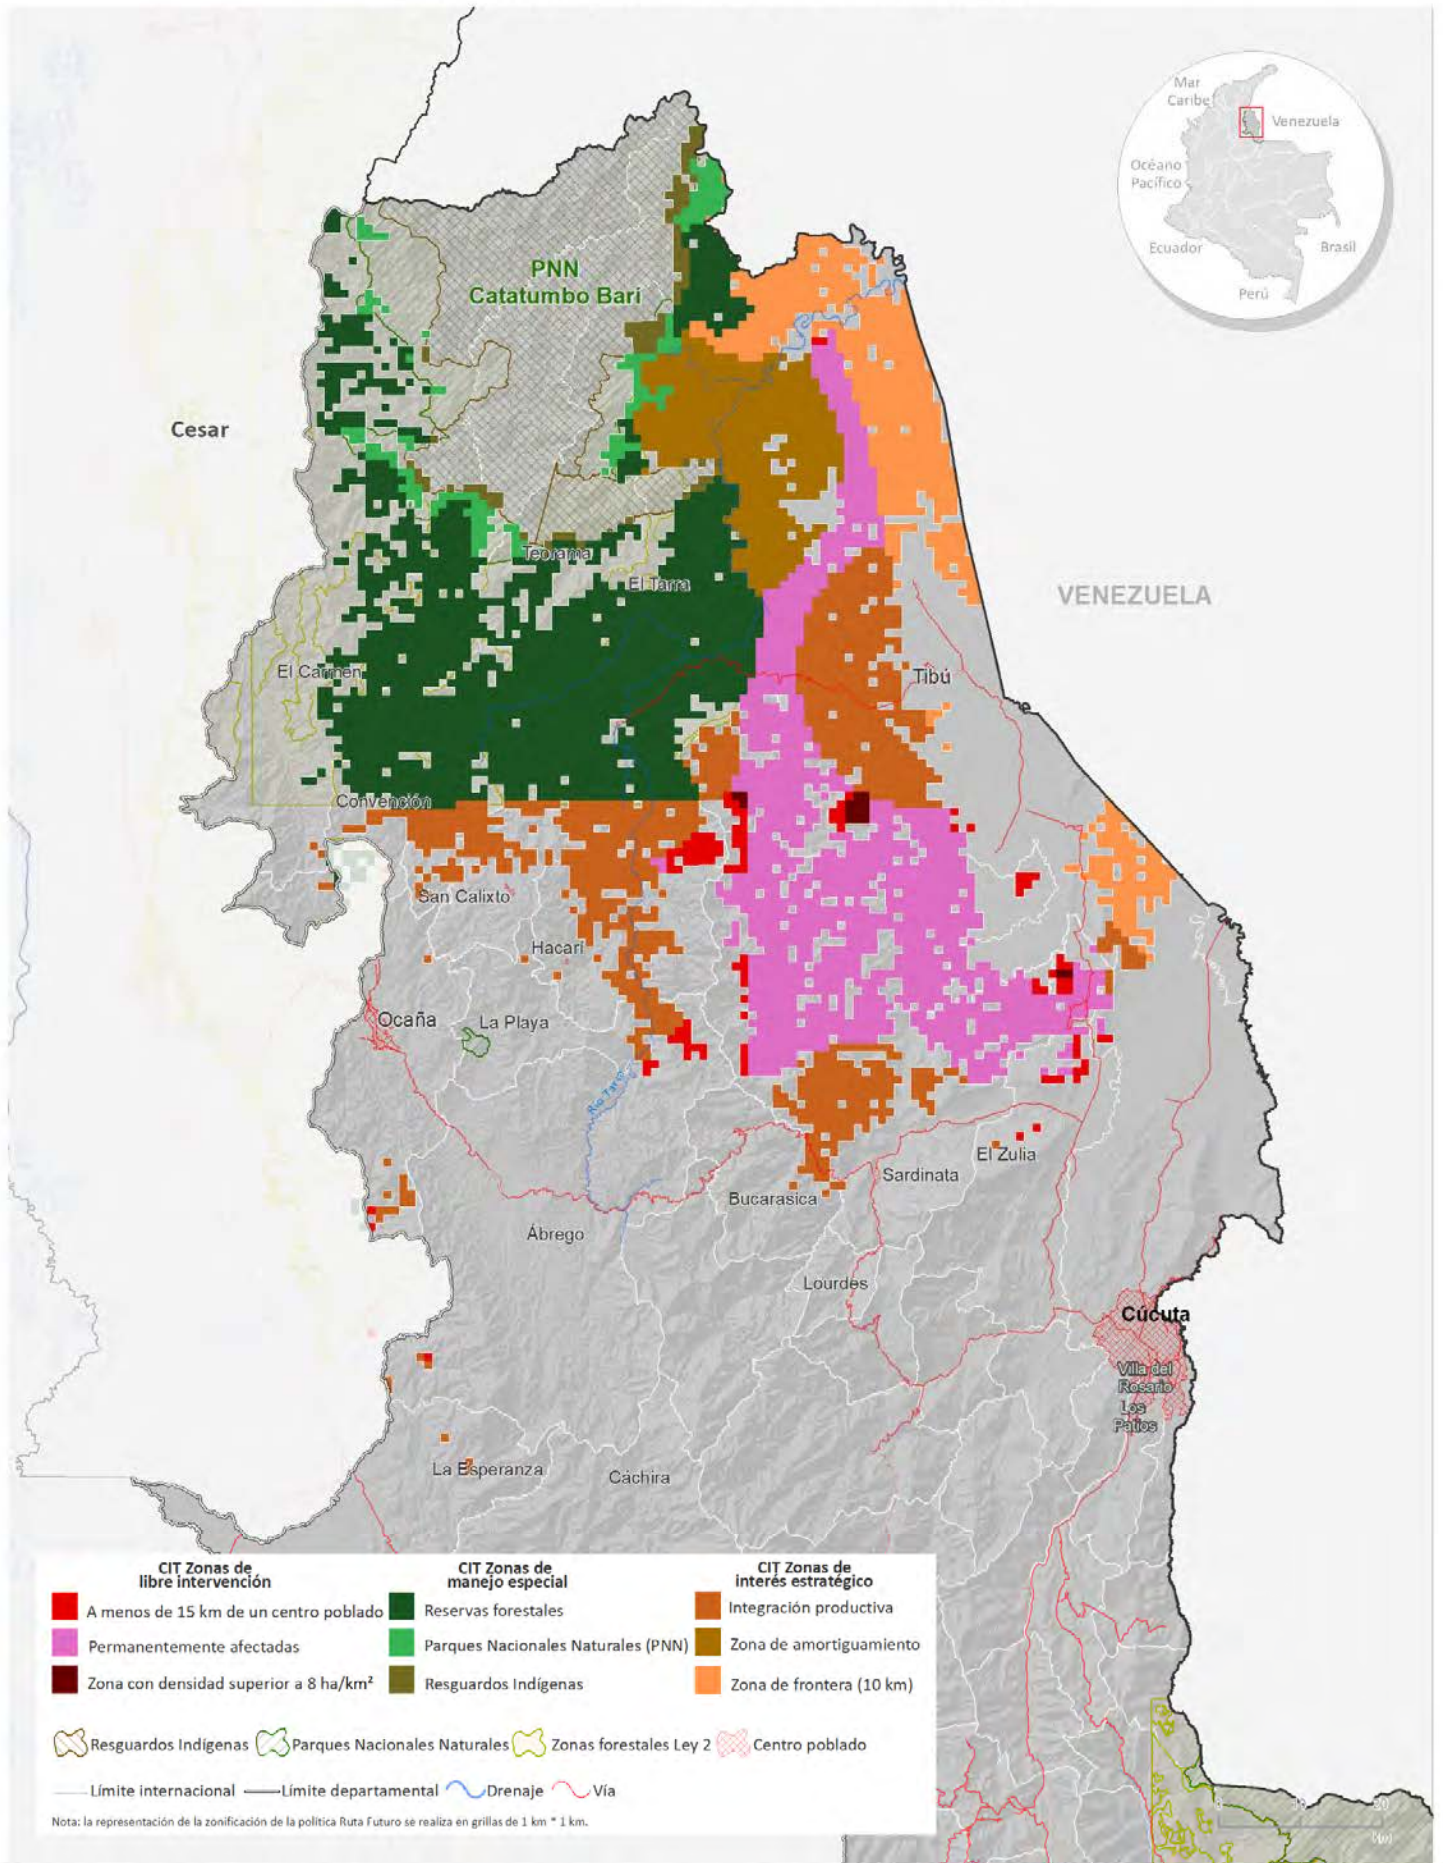 Mar
Caribe
Venezuela
Océano
Pacífico
Ecuador
Brasil
Perú
PNN
Catatumbo Bari
Cesar
VENEZUELA
Teorama
El Tarra
El Carmen
Tibú
Convención
San Calixto
Hacarí
Ocaña
La Playa
Río Tarra
El Zulia
Sardinata
Bucarasica
Ábrego
Lourdes
Cúcuta
Villa del
Rosario
Los
Patios
La Esperanza
Cáchira
CIT Zonas de
libre intervención
A menos de 15 km de un centro poblado
Permanentemente afectadas
Zona con densidad superior a 8 ha/km²
CIT Zonas de
manejo especial
Reservas forestales
Parques Nacionales Naturales (PNN)
Resguardos Indígenas
CIT Zonas de
interés estratégico
Integración productiva
Zona de amortiguamiento
Zona de frontera (10 km)
Resguardos Indígenas
Parques Nacionales Naturales
Zonas forestales Ley 2
Centro poblado
Límite internacional
Límite departamental
Drenaje
Vía
Nota: la representación de la zonificación de la política Ruta Futuro se realiza en grillas de 1 km * 1 km.